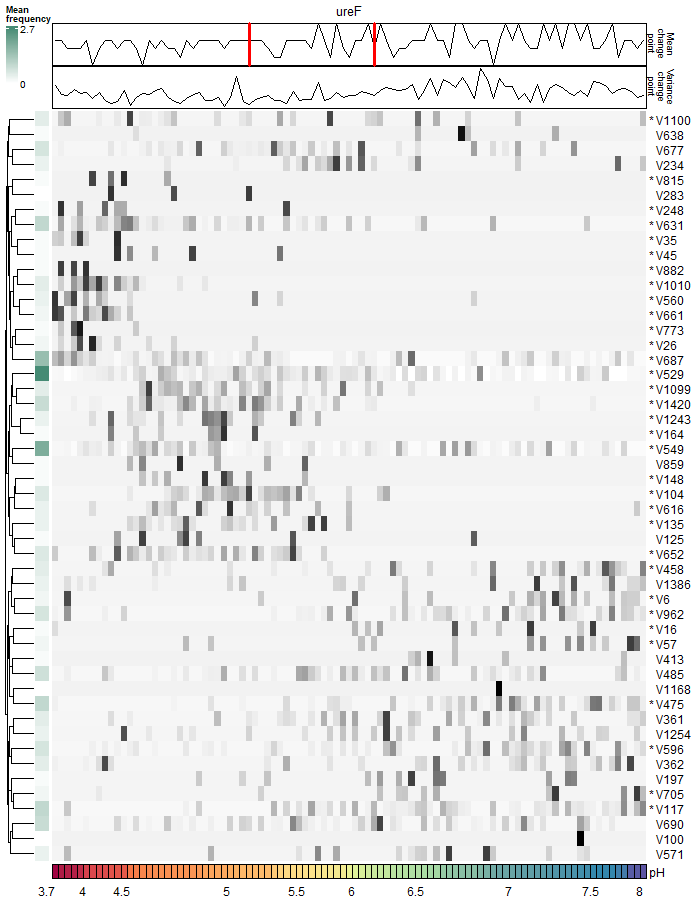 Mean
frequency
2.7
0
ureF
Mean
change
point
Variance
change
point
* V1100
V638
* V677
* V234
* V815
V283
* V248
* V631
* V35
* V45
* V882
* V1010
* V560
* V661
* V773
* V26
* V687
* V529
* V1099
* V1420
* V1243
* V164
* V549
V859
* V148
* V104
* V616
* V135
V125
* V652
* V458
V1386
* V6
* V962
* V16
* V57
V413
V485
V1168
* V475
V361
V1254
* V596
V362
V197
* V705
* V117
V690
V100
V571
pH
3.7 4 4.5 5 5.5 6 6.5 7 7.5 8